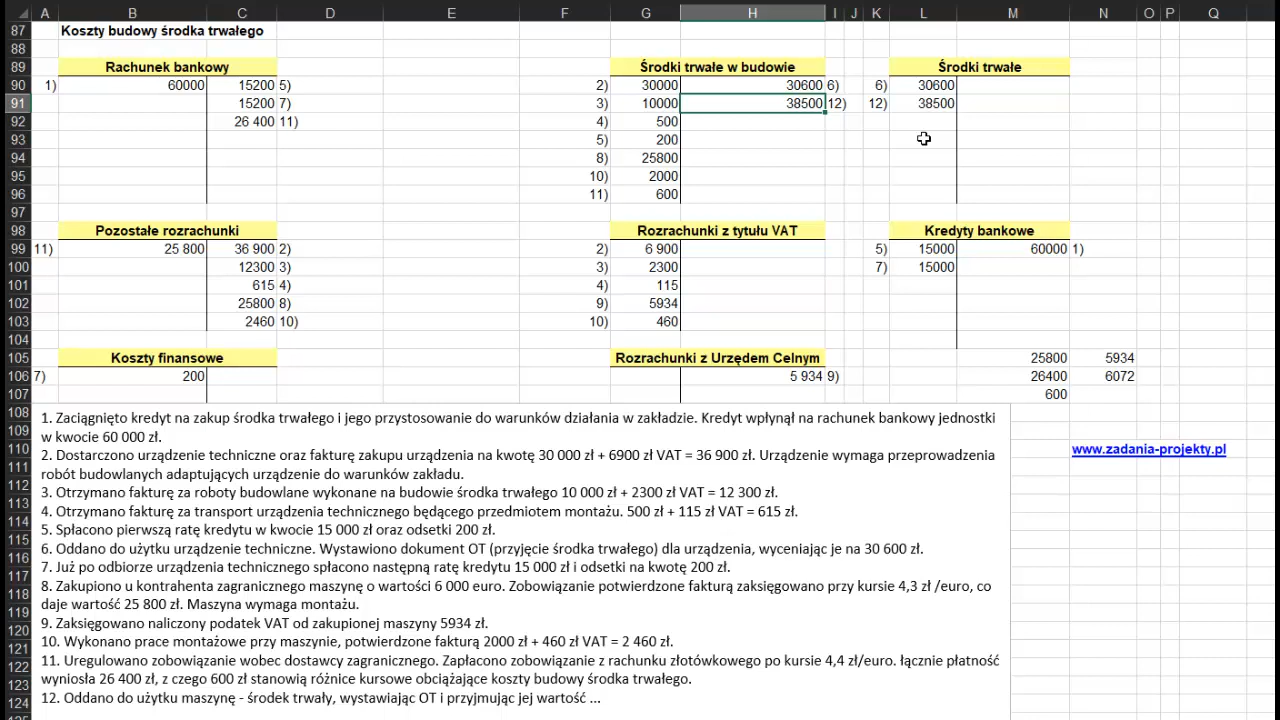 A B C D E F G H I J K L M N O P Q
87 Koszty budowy środka trwałego
88
89 Rachunek bankowy Środki trwałe w budowie Środki trwałe
90 1) 60000 15200 5) 2) 30000 30600 6) 6) 30600
91 15200 7) 3) 10000 38500 12) 12) 38500
92 26 400 11) 4) 500
93 5) 200
94 8) 25800
95 10) 2000
96 11) 600
97
98 Pozostałe rozrachunki Rozrachunki z tytułu VAT Kredyty bankowe
99 11) 25 800 36 900 2) 2) 6 900 5) 15000 60000 1)
100 12300 3) 3) 2300 7) 15000
101 615 4) 4) 115
102 25800 8) 9) 5934
103 2460 10) 10) 460
104
105 Koszty finansowe Rozrachunki z Urzędem Celnym 25800 5934
106 7) 200 5 934 9) 26400 6072
107 600
108 1. Zaciągnięto kredyt na zakup środka trwałego i jego przystosowanie do warunków działania w zakładzie. Kredyt wpłynął na rachunek bankowy jednostki
109 w kwocie 60 000 zł.
110 2. Dostarczono urządzenie techniczne oraz fakturę zakupu urządzenia na kwotę 30 000 zł + 6900 zł VAT = 36 900 zł. Urządzenie wymaga przeprowadzenia www.zadania-projekty.pl
111 robót budowlanych adaptujących urządzenie do warunków zakładu.
112 3. Otrzymano fakturę za roboty budowlane wykonane na budowie środka trwałego 10 000 zł + 2300 zł VAT = 12 300 zł.
113 4. Otrzymano fakturę za transport urządzenia technicznego będącego przedmiotem montażu. 500 zł + 115 zł VAT = 615 zł.
114 5. Spłacono pierwszą ratę kredytu w kwocie 15 000 zł oraz odsetki 200 zł.
115 6. Oddano do użytku urządzenie techniczne. Wystawiono dokument OT (przyjęcie środka trwałego) dla urządzenia, wyceniając je na 30 600 zł.
116 7. Już po odbiorze urządzenia technicznego spłacono następną ratę kredytu 15 000 zł i odsetki na kwotę 200 zł.
117 8. Zakupiono u kontrahenta zagranicznego maszynę o wartości 6 000 euro. Zobowiązanie potwierdzone fakturą zaksięgowano przy kursie 4,3 zł /euro, co
118 daje wartość 25 800 zł. Maszyna wymaga montażu.
119 9. Zaksięgowano naliczony podatek VAT od zakupionej maszyny 5934 zł.
120 10. Wykonano prace montażowe przy maszynie, potwierdzone fakturą 2000 zł + 460 zł VAT = 2 460 zł.
121 11. Uregulowano zobowiązanie wobec dostawcy zagranicznego. Zapłacono zobowiązanie z rachunku złotówkowego po kursie 4,4 zł/euro. łącznie płatność
122 wyniosła 26 400 zł, z czego 600 zł stanowią różnice kursowe obciążające koszty budowy środka trwałego.
123 12. Oddano do użytku maszynę - środek trwały, wystawiając OT i przyjmując jej wartość ...
124